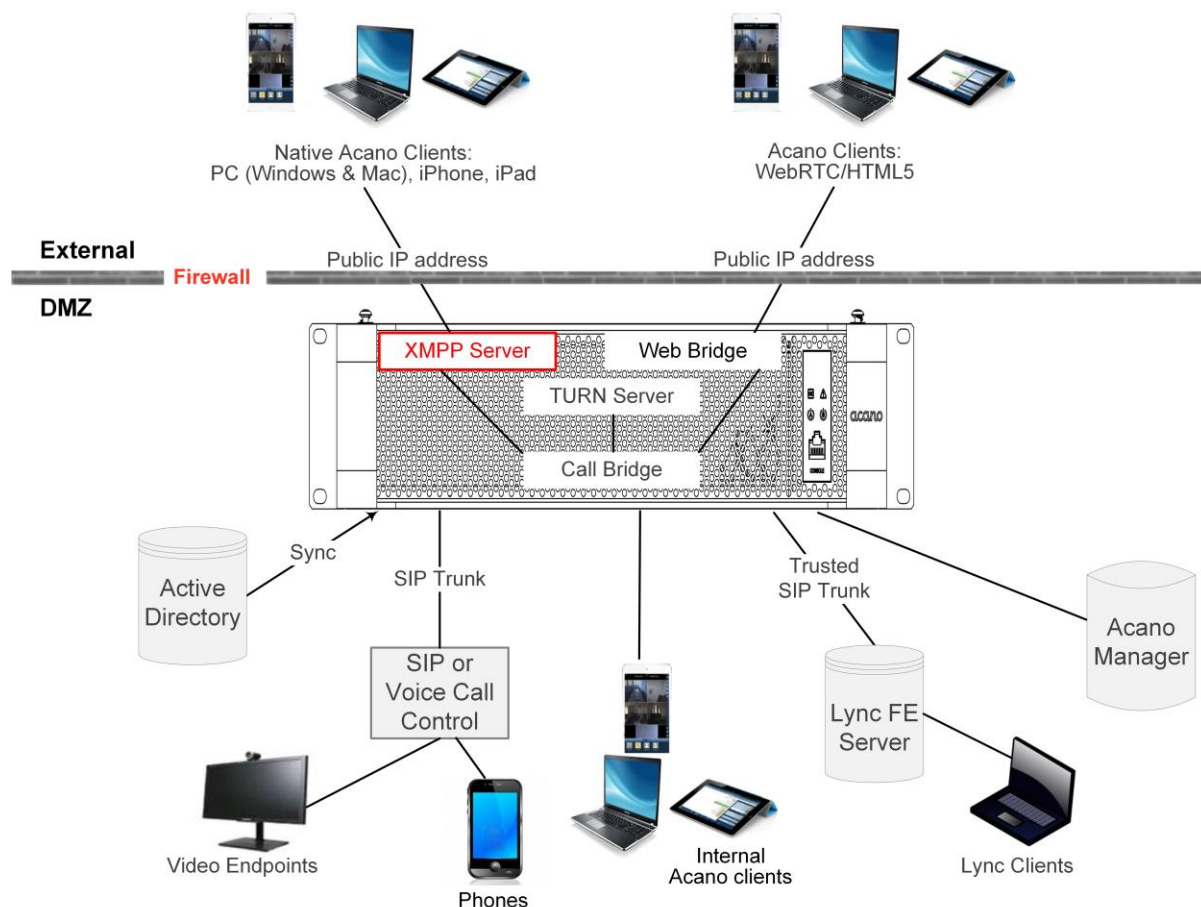 Native Acano Clients:
PC (Windows & Mac), iPhone, iPad
Acano Clients:
WebRTC/HTML5
External
Public IP address
Public IP address
Firewall
DMZ
XMPP Server
Web Bridge
TURN Server
acano
Call Bridge
CONSOLE
Sync
Active
Directory
SIP Trunk
Trusted
SIP Trunk
Acano
Manager
SIP or
Voice Call
Control
Lync FE
Server
Video Endpoints
Phones
Internal
Acano clients
Lync Clients